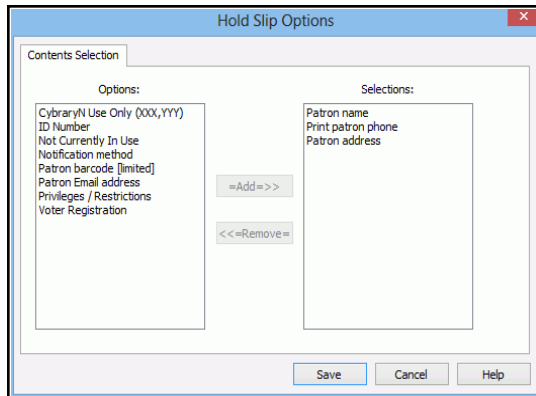 Hold Slip Options
Contents Selection
Options:
CybraryN Use Only (XXX,YYY)
ID Number
Not Currently In Use
Notification method
Patron barcode [limited]
Patron Email address
Privileges / Restrictions
Voter Registration
=Add=>>
<<=Remove=
Selections:
Patron name
Print patron phone
Patron address
Save
Cancel
Help